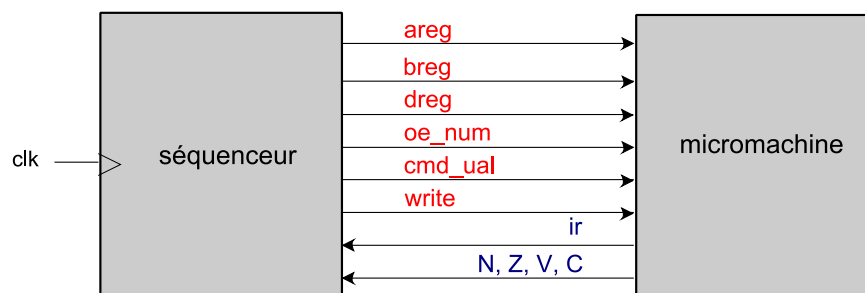 areg
breg
dreg
oe_num
cmd_ual
write
ir
N, Z, V, C
clk
séquenceur
micromachine